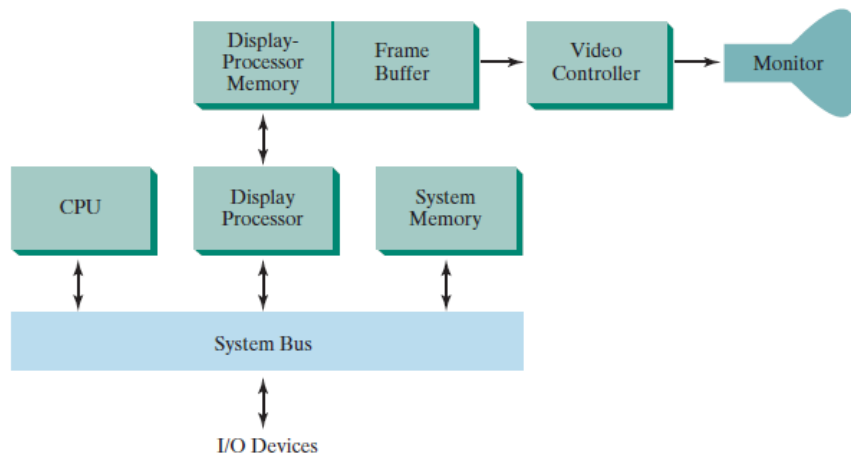 Display-
Processor
Memory
Frame
Buffer
Video
Controller
Monitor
CPU
Display
Processor
System
Memory
System Bus
I/O Devices